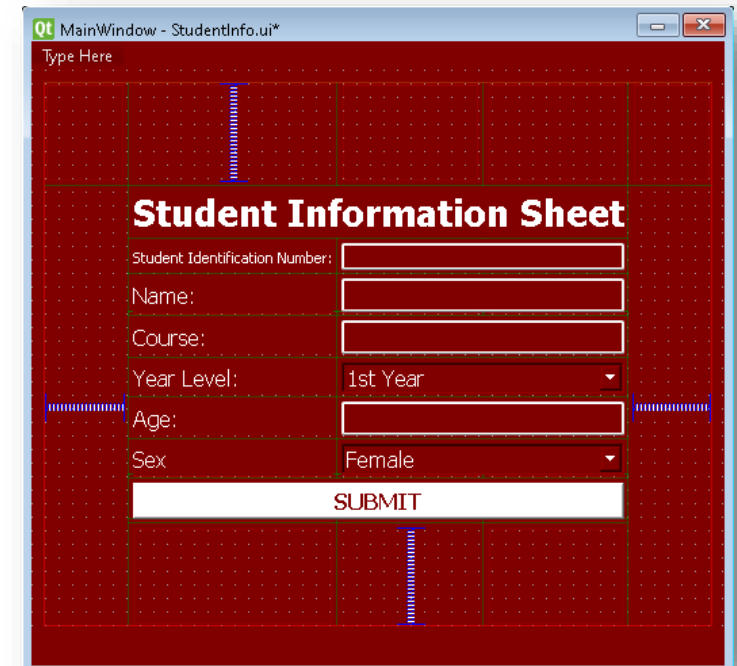 Qt MainWindow - StudentInfo.ui*
Type Here
Student Information Sheet
Student Identification Number:
Name:
Course:
Year Level: 1st Year
Age:
Sex Female
SUBMIT